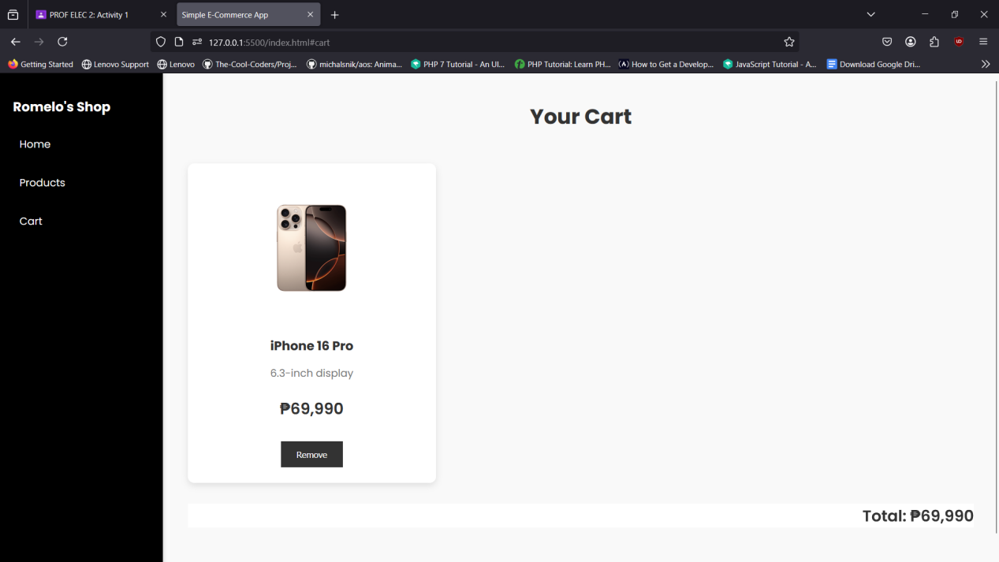 PROF ELEC 2: Activity 1
Simple E-Commerce App
127.0.0.1:5500/index.html#cart
Getting Started
Lenovo Support
Lenovo
The-Cool-Coders/Proj...
michalsnik/aos: Anima...
PHP 7 Tutorial - An Ul...
PHP Tutorial: Learn PH...
How to Get a Develop...
JavaScript Tutorial - A...
Download Google Dri...
Romelo's Shop
Home
Products
Cart
Your Cart
iPhone 16 Pro
6.3-inch display
₱69,990
Remove
Total: ₱69,990